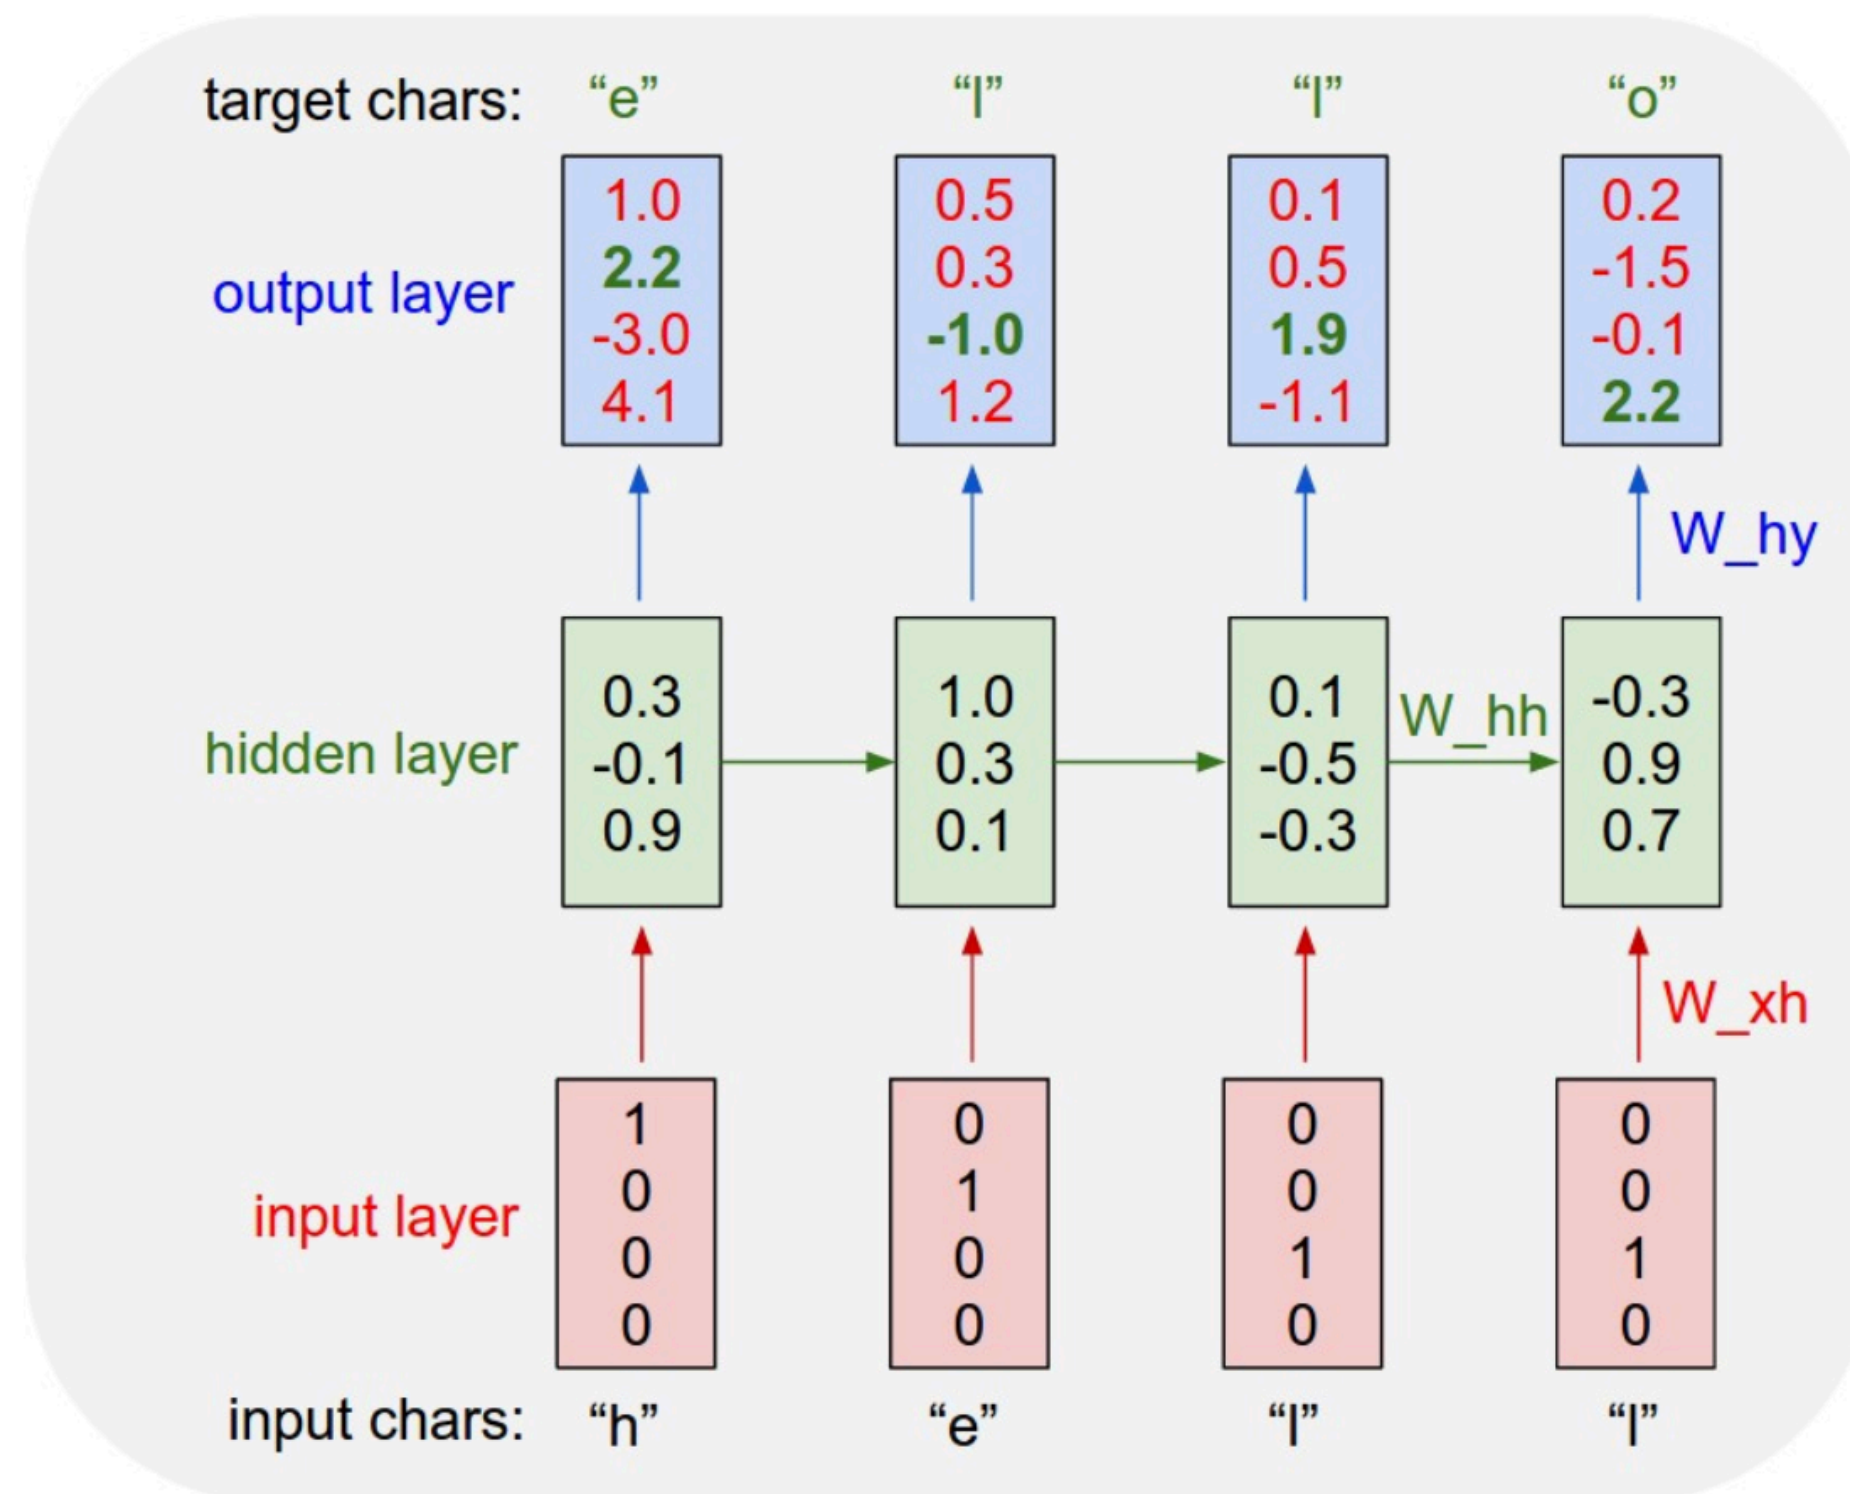 target chars: “e” “l” “l” “o”
1.0 0.5 0.1 0.2
2.2 0.3 0.5 -1.5
output layer
-3.0 -1.0 1.9 -0.1
4.1 1.2 -1.1 2.2
W_hy
0.3 1.0 0.1 -0.3
W_hh
hidden layer
-0.1 0.3 -0.5 0.9
0.9 0.1 -0.3 0.7
W_xh
1 0 0 0
0 1 0 0
input layer
0 0 1 1
0 0 0 0
input chars: “h” “e” “l” “l”